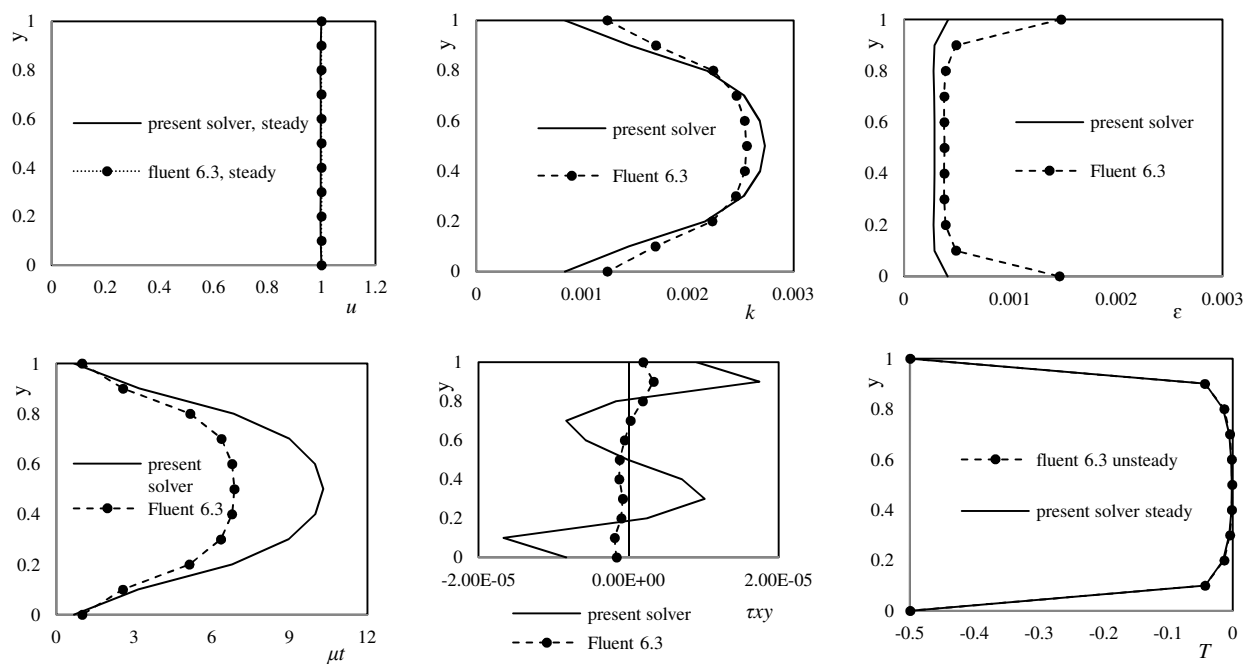 y
1
0.8
0.6
0.4
0.2
0
0 0.2 0.4 0.6 0.8 1 1.2
u
present solver, steady
fluent 6.3, steady
y
1
0.8
0.6
0.4
0.2
0
0 0.001 0.002 0.003
k
present solver
Fluent 6.3
y
1
0.8
0.6
0.4
0.2
0
0 0.001 0.002 0.003
ε
present solver
Fluent 6.3
y
1
0.8
0.6
0.4
0.2
0
0 3 6 9 12
μt
present
solver
Fluent 6.3
y
1
0.8
0.6
0.4
0.2
0
-2.00E-05 0.00E+00 2.00E-05
τxy
present solver
Fluent 6.3
y
1
0.8
0.6
0.4
0.2
0
-0.5 -0.4 -0.3 -0.2 -0.1 0
T
fluent 6.3 unsteady
present solver steady